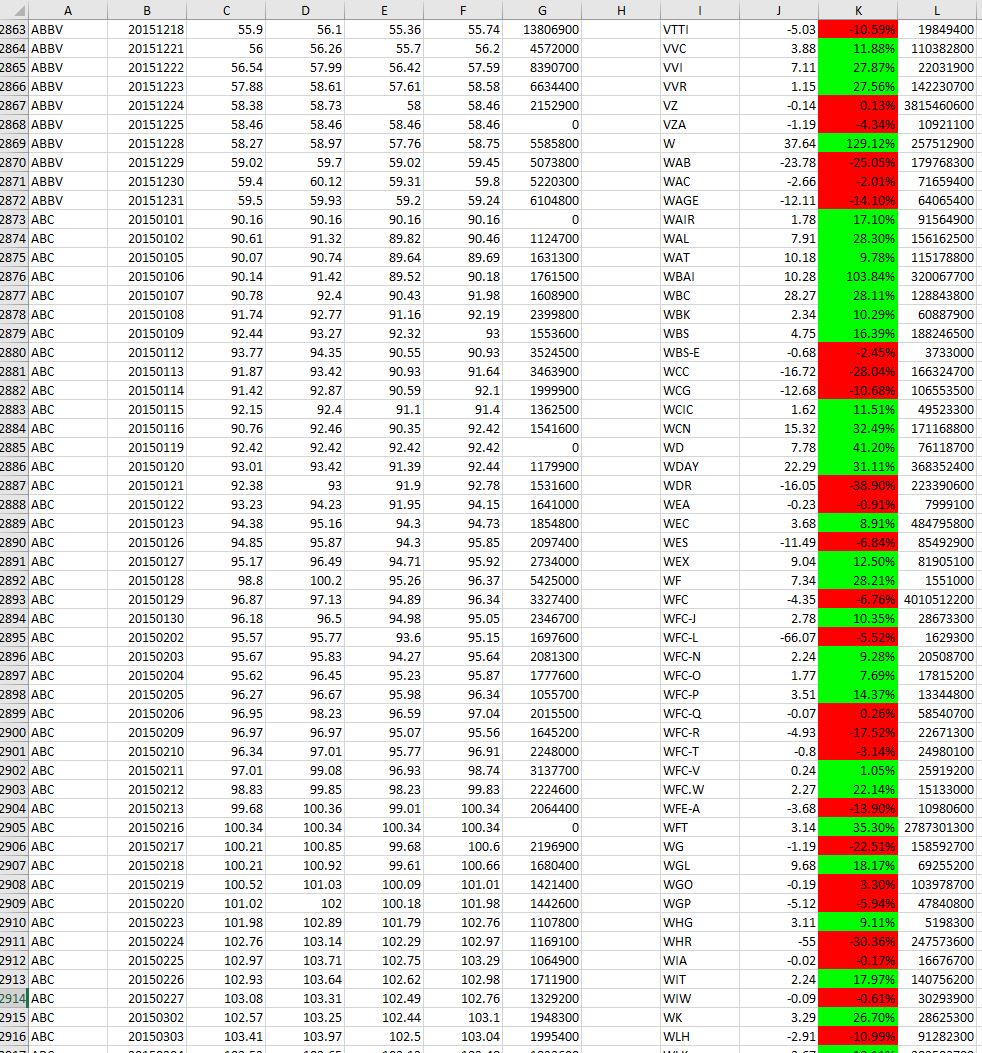 A B C D E F G H I J K L
2863 ABBV 20151218 55.9 56.1 55.36 55.74 13806900 VTTI -5.03 -10.59% 19849400
2864 ABBV 20151221 56 56.26 55.7 56.2 4572000 VVC 3.88 11.88% 110382800
2865 ABBV 20151222 56.54 57.99 56.42 57.59 8390700 VVI 7.11 27.87% 22031900
2866 ABBV 20151223 57.88 58.61 57.61 58.58 6634400 VVR 1.15 27.56% 142230700
2867 ABBV 20151224 58.38 58.73 58 58.46 2152900 VZ -0.14 0.13% 3815460600
2868 ABBV 20151225 58.46 58.46 58.46 58.46 0 VZA -1.19 -4.34% 10921100
2869 ABBV 20151228 58.27 58.97 57.76 58.75 5585800 W 37.64 129.12% 257512900
2870 ABBV 20151229 59.02 59.7 59.02 59.45 5073800 WAB -23.78 -25.05% 179768300
2871 ABBV 20151230 59.4 60.12 59.31 59.8 5220300 WAC -2.66 -2.01% 71659400
2872 ABBV 20151231 59.5 59.93 59.2 59.24 6104800 WAGE -12.11 -14.10% 64065400
2873 ABC 20150101 90.16 90.16 90.16 90.16 0 WAIR 1.78 17.10% 91564900
2874 ABC 20150102 90.61 91.32 89.82 90.46 1124700 WAL 7.91 28.30% 156162500
2875 ABC 20150105 90.07 90.74 89.64 89.69 1631300 WAT 10.18 9.78% 115178800
2876 ABC 20150106 90.14 91.42 89.52 90.18 1761500 WBAI 10.28 103.84% 320067700
2877 ABC 20150107 90.78 92.4 90.43 91.98 1608900 WBC 28.27 28.11% 128843800
2878 ABC 20150108 91.74 92.77 91.16 92.19 2399800 WBK 2.34 10.29% 60887900
2879 ABC 20150109 92.44 93.27 92.32 93 1553600 WBS 4.75 16.39% 188246500
2880 ABC 20150112 93.77 94.35 90.55 90.93 3524500 WBS-E -0.68 -2.45% 3733000
2881 ABC 20150113 91.87 93.42 90.93 91.64 3463900 WCC -16.72 -28.04% 166324700
2882 ABC 20150114 91.42 92.87 90.59 92.1 1999900 WCG -12.68 -10.68% 106553500
2883 ABC 20150115 92.15 92.4 91.1 91.4 1362500 WCIC 1.62 11.51% 49523300
2884 ABC 20150116 90.76 92.46 90.35 92.42 1541600 WCN 15.32 32.49% 171168800
2885 ABC 20150119 92.42 92.42 92.42 92.42 0 WD 7.78 41.20% 76118700
2886 ABC 20150120 93.01 93.42 91.39 92.44 1179900 WDAY 22.29 31.11% 368352400
2887 ABC 20150121 92.38 93 91.9 92.78 1531600 WDR -16.05 -38.90% 223390600
2888 ABC 20150122 93.23 94.23 91.95 94.15 1641000 WEA -0.23 -0.91% 7999100
2889 ABC 20150123 94.38 95.16 94.3 94.73 1854800 WEC 3.68 8.91% 484795800
2890 ABC 20150126 94.85 95.87 94.3 95.85 2097400 WES -11.49 -6.84% 85492900
2891 ABC 20150127 95.17 96.49 94.71 95.92 2734000 WEX 9.04 12.50% 81905100
2892 ABC 20150128 98.8 100.2 95.26 96.37 5425000 WF 7.34 28.21% 1551000
2893 ABC 20150129 96.87 97.13 94.89 96.34 3327400 WFC -4.35 -6.76% 4010512200
2894 ABC 20150130 96.18 96.5 94.98 95.05 2346700 WFC-J 2.78 10.35% 28673300
2895 ABC 20150202 95.57 95.77 93.6 95.15 1697600 WFC-L -66.07 -5.52% 1629300
2896 ABC 20150203 95.67 95.83 94.27 95.64 2081300 WFC-N 2.24 9.28% 20508700
2897 ABC 20150204 95.62 96.45 95.23 95.87 1777600 WFC-O 1.77 7.69% 17815200
2898 ABC 20150205 96.27 96.67 95.98 96.34 1055700 WFC-P 3.51 14.37% 13344800
2899 ABC 20150206 96.95 98.23 96.59 97.04 2015500 WFC-Q -0.07 0.26% 58540700
2900 ABC 20150209 96.97 96.97 95.07 95.56 1645200 WFC-R -4.93 -17.52% 22671300
2901 ABC 20150210 96.34 97.01 95.77 96.91 2248000 WFC-T -0.8 -3.14% 24980100
2902 ABC 20150211 97.01 99.08 96.93 98.74 3137700 WFC-V 0.24 1.05% 25919200
2903 ABC 20150212 98.83 99.85 98.23 99.83 2224600 WFC.W 2.27 22.14% 15133000
2904 ABC 20150213 99.68 100.36 99.01 100.34 2064400 WFE-A -3.68 -13.90% 10980600
2905 ABC 20150216 100.34 100.34 100.34 100.34 0 WFT 3.14 35.30% 2787301300
2906 ABC 20150217 100.21 100.85 99.68 100.6 2196900 WG -1.19 -22.51% 158592700
2907 ABC 20150218 100.21 100.92 99.61 100.66 1680400 WGL 9.68 18.17% 69255200
2908 ABC 20150219 100.52 101.03 100.09 101.01 1421400 WGO -0.19 3.30% 103978700
2909 ABC 20150220 101.02 102 100.18 101.98 1442600 WGP -5.12 -5.94% 47840800
2910 ABC 20150223 101.98 102.89 101.79 102.76 1107800 WHG 3.11 9.11% 5198300
2911 ABC 20150224 102.76 103.14 102.29 102.97 1169100 WHR -55 -30.36% 247573600
2912 ABC 20150225 102.97 103.71 102.75 103.29 1064900 WIA -0.02 -0.17% 16676700
2913 ABC 20150226 102.93 103.64 102.62 102.98 1711900 WIT 2.24 17.97% 140756200
2914 ABC 20150227 103.08 103.31 102.49 102.76 1329200 WIW -0.09 -0.61% 30293900
2915 ABC 20150302 102.57 103.25 102.44 103.1 1948300 WK 3.29 26.70% 28625300
2916 ABC 20150303 103.41 103.97 102.5 103.04 1995400 WLH -2.91 -10.99% 91282300